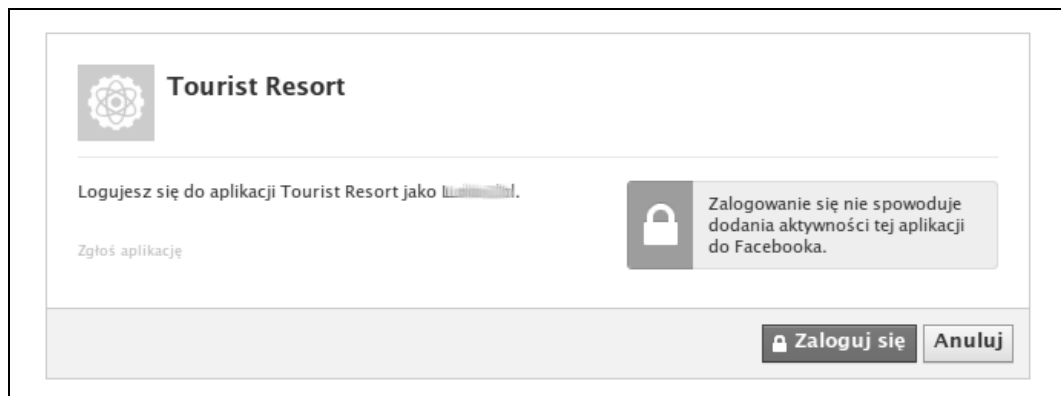 Tourist Resort
Logujesz się do aplikacji Tourist Resort jako
Zgłoś aplikację
Zalogowanie się nie spowoduje
dodania aktywności tej aplikacji
do Facebooka.
Zaloguj się
Anuluj